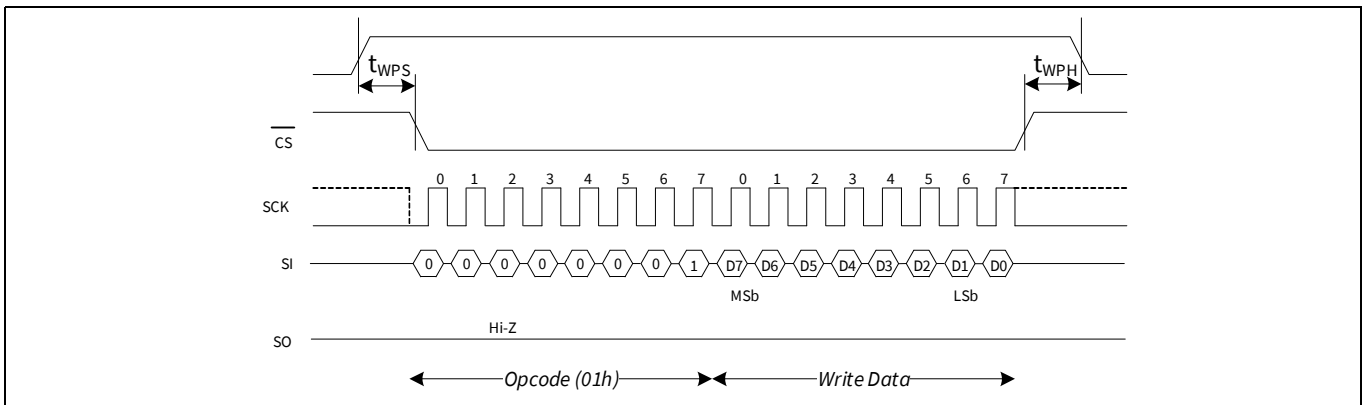 tWPS
tWPH
CS
0 1 2 3 4 5 6 7 0 1 2 3 4 5 6 7
SCK
SI 0 0 0 0 0 0 0 1 D7 D6 D5 D4 D3 D2 D1 D0
MSb LSb
Hi-Z
SO
Opcode (01h) Write Data